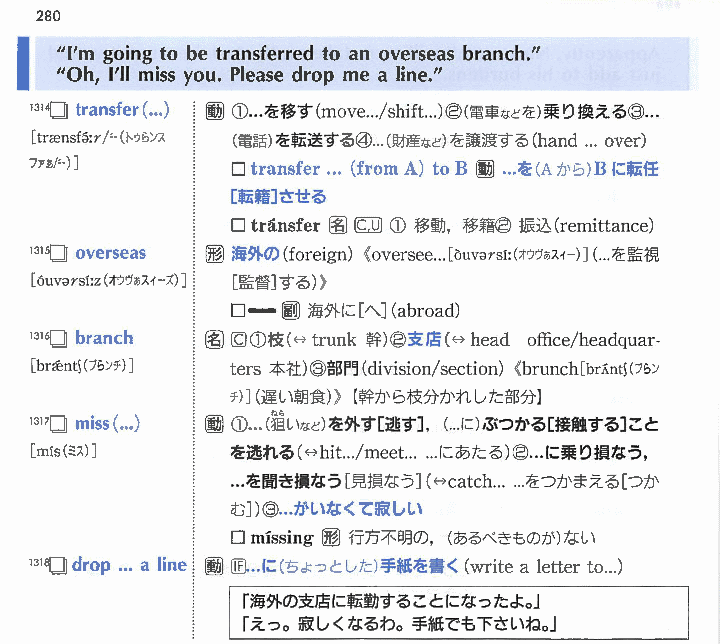 280
"I'm going to be transferred to an overseas branch."
"Oh, I'll miss you. Please drop me a line."
1314□ transfer(...)
[trænsfə́ːr/-́-(トゥらンスファ〜/-́-)]
動 ①…を移す(move.../shift...)②(電車などを)乗り換える③…
(電話)を転送する④…(財産など)を譲渡する(hand ... over)
□ transfer ... (from A) to B 動 …を(Aから)Bに転任
[転籍]させる
□ tránsfer 名 C,U ① 移動, 移籍② 振込(remittance)
1315□ overseas
[óuvərsíːz(オウヴぁスィーズ)]
形 海外の(foreign)《oversee...[òuvərsíː(オウヴぁスィー)](…を監視
[監督]する)》
□━ 副 海外に[へ](abroad)
1316□ branch
[brǽntʃ(ブらンチ)]
名 C①枝(↔ trunk 幹)②支店(↔ head office/headquar-
ters 本社)③部門(division/section)《brunch[brʌ́ntʃ(ブらン
チ)](遅い朝食)》【幹から枝分かれした部分】
1317□ miss(...)
[mís(ミス)]
動 ①…(狙いなど)を外す[逃す], (…に)ぶつかる[接触する]こと
を逃れる(↔hit.../meet... …にあたる)②…に乗り損なう,
…を聞き損なう[見損なう](↔catch... …をつかまえる[つか
む])③…がいなくて寂しい
□ míssing 形 行方不明の, (あるべきものが)ない
1318□ drop ... a line
動 IF…に(ちょっとした)手紙を書く(write a letter to...)
「海外の支店に転勤することになったよ。」
「えっ。寂しくなるわ。手紙でも下さいね。」